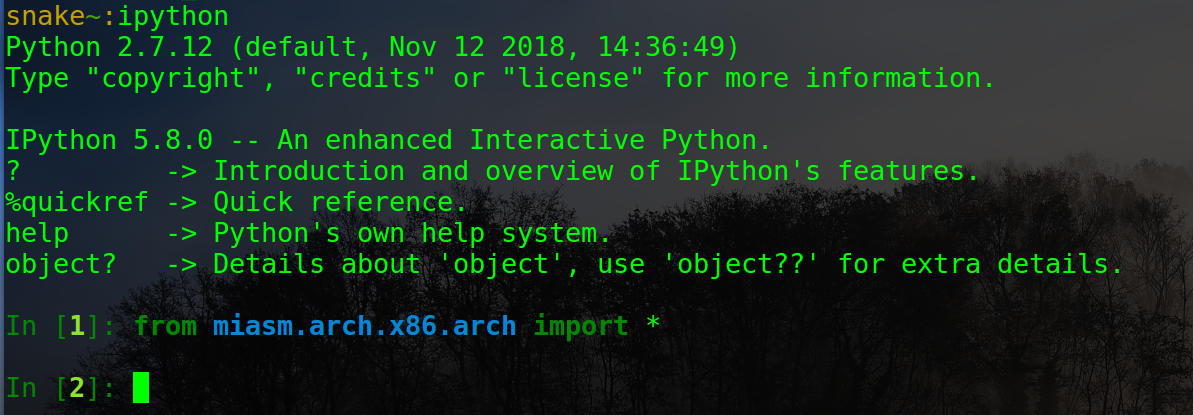 snake~:ipython
Python 2.7.12 (default, Nov 12 2018, 14:36:49)
Type "copyright", "credits" or "license" for more information.

IPython 5.8.0 -- An enhanced Interactive Python.
?         -> Introduction and overview of IPython's features.
%quickref -> Quick reference.
help      -> Python's own help system.
object?   -> Details about 'object', use 'object??' for extra details.

In [1]: from miasm.arch.x86.arch import *

In [2]: